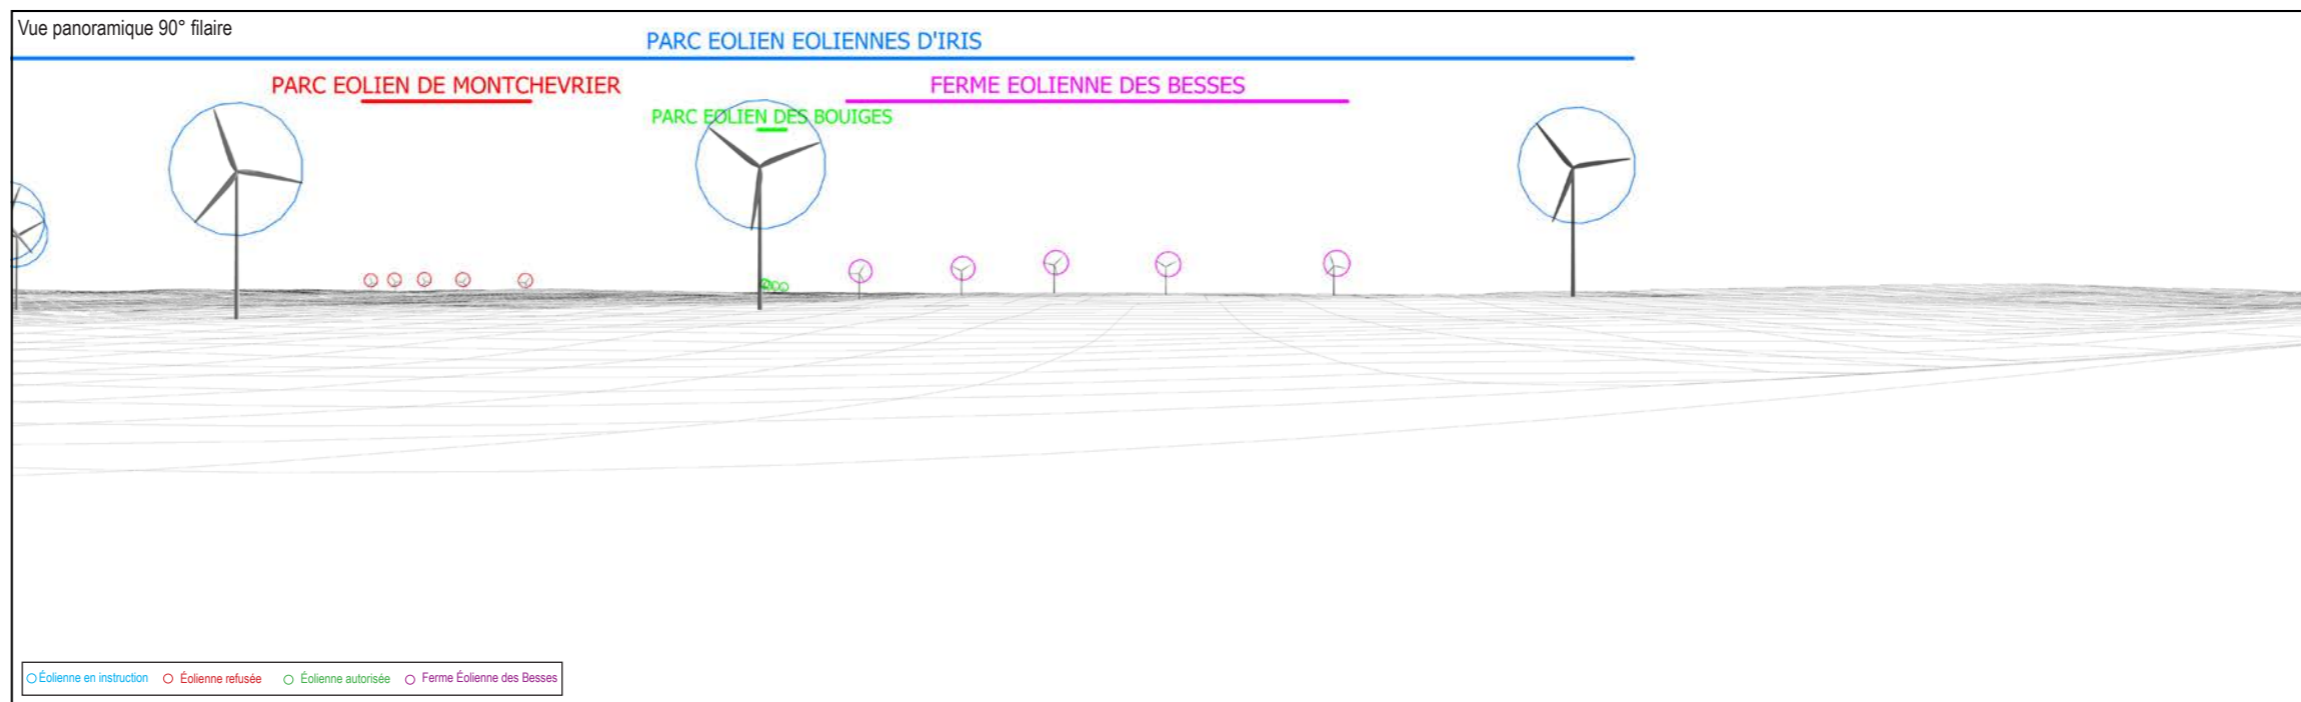 Vue panoramique 90° filaire
PARC EOLIEN EOLIENNES D'IRIS
PARC EOLIEN DE MONTCHEVRIER
FERME EOLIENNE DES BESSES
PARC EOLIEN DES BOUIGES
Éolienne en instruction
Éolienne refusée
Éolienne autorisée
Ferme Éolienne des Besses